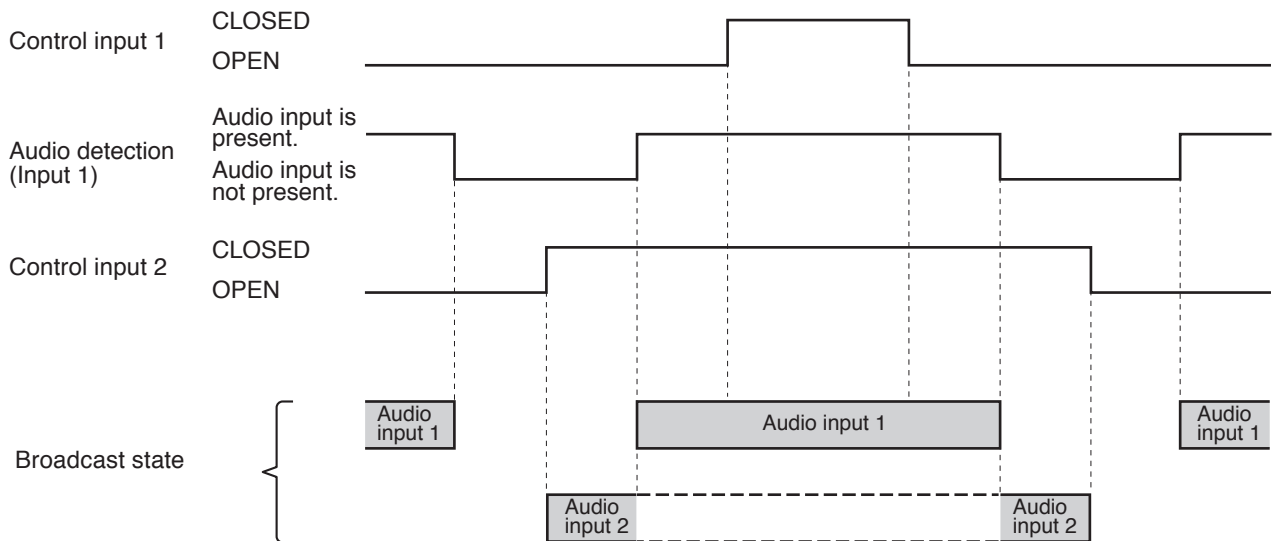 Control input 1
CLOSED
OPEN
Audio detection
(Input 1)
Audio input is
present.
Audio input is
not present.
Control input 2
CLOSED
OPEN
Broadcast state
Audio
input 1
Audio input 1
Audio
input 1
Audio
input 2
Audio
input 2